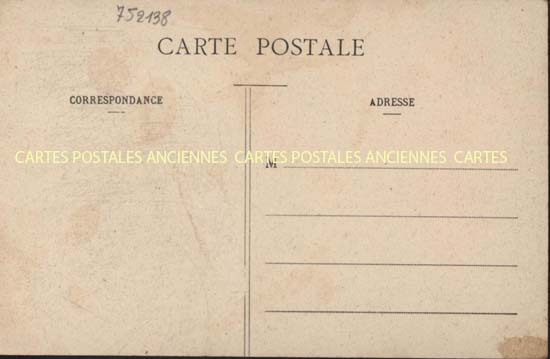 752138
CARTE POSTALE
CORRESPONDANCE
ADRESSE
CARTES POSTALES ANCIENNES CARTES POSTALES ANCIENNES CARTES
M